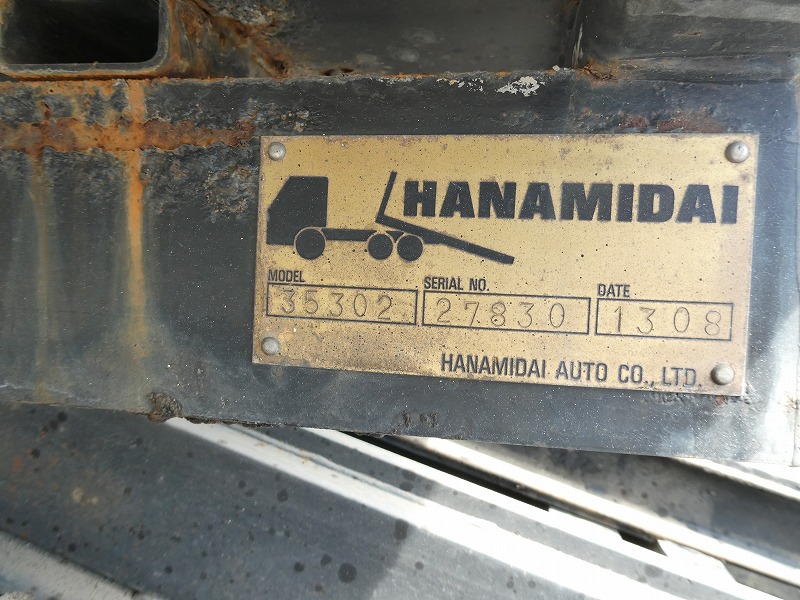 HANAMIDAI
MODEL SERIAL NO. DATE
35302 27830 1308
HANAMIDAI AUTO CO., LTD.